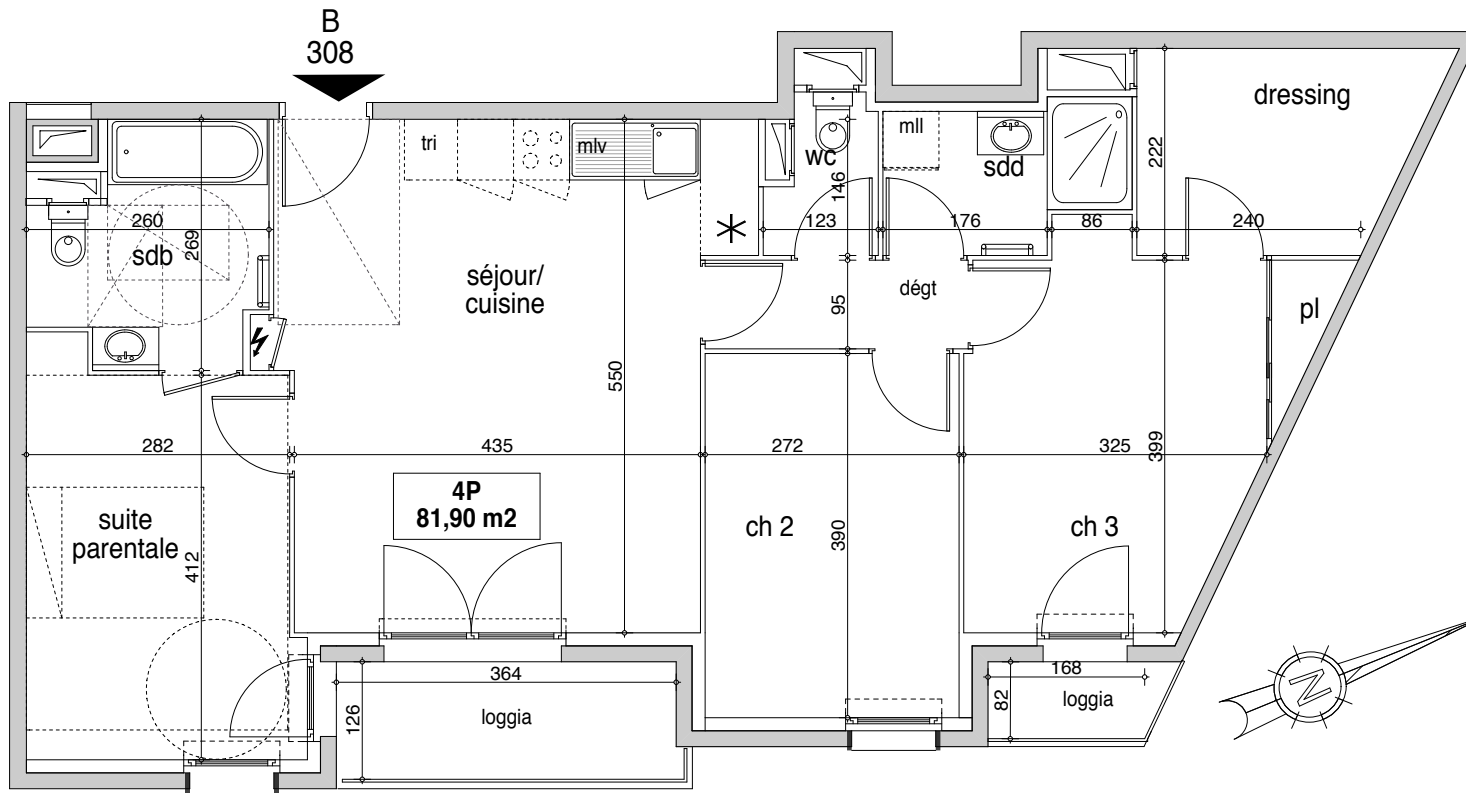 B
308
dressing
tri
mlv
wc
mll
sdd
222
146
260
269
sdb
123
176
86
240
séjour/
cuisine
dégt
95
pl
550
282
435
272
325
399
4P
81,90 m2
suite
parentale
412
ch 2
390
ch 3
364
126
loggia
168
82
loggia
N